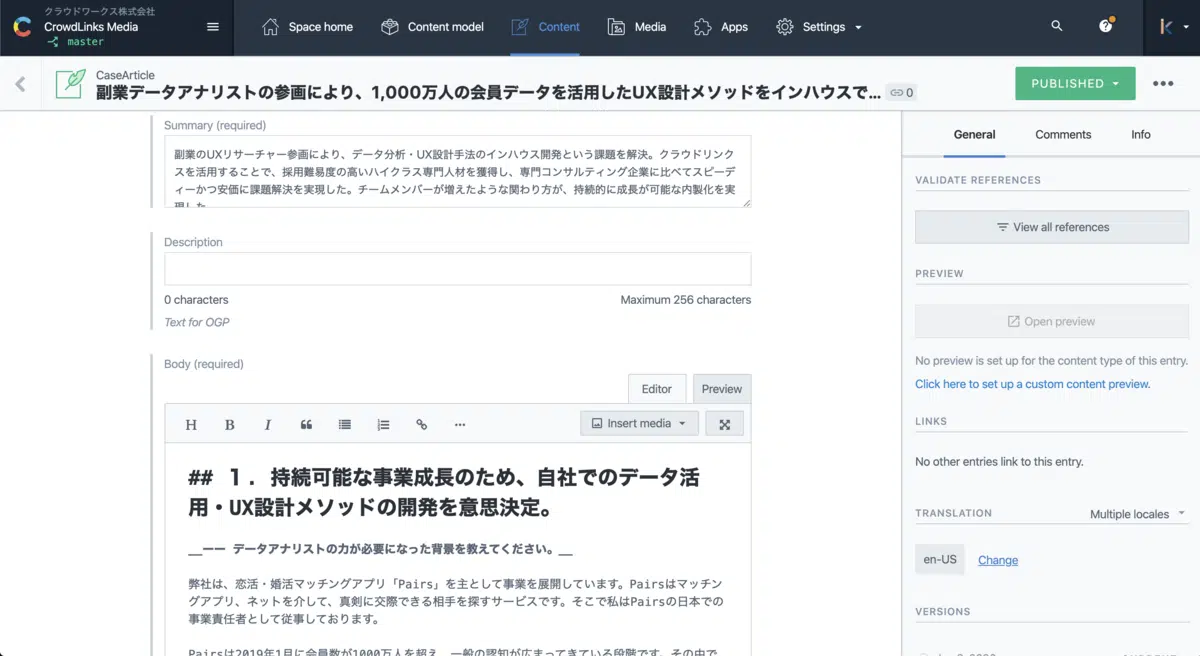 クラウドワークス株式会社
CrowdLinks Media
master
Space home
Content model
Content
Media
Apps
Settings
CaseArticle
副業データアナリストの参画により、1,000万人の会員データを活用したUX設計メソッドをインハウスで...
0
PUBLISHED
General
Comments
Info
Summary (required)
副業のUXリサーチャー参画により、データ分析・UX設計手法のインハウス開発という課題を解決。クラウドリンク
スを活用することで、採用難易度の高いハイクラス専門人材を獲得し、専門コンサルティング企業に比べてスピーデ
ィーかつ安価に課題解決を実現した。チームメンバーが増えたような関わり方が、持続的に成長が可能な内製化を実
現した
Description
0 characters
Maximum 256 characters
Text for OGP
Body (required)
Editor
Preview
H
B
I
Insert media
## １. 持続可能な事業成長のため、自社でのデータ活
用・UX設計メソッドの開発を意思決定。
__ーー データアナリストの力が必要になった背景を教えてください。__
弊社は、恋活・婚活マッチングアプリ「Pairs」を主として事業を展開しています。Pairsはマッチン
グアプリ、ネットを介して、真剣に交際できる相手を探すサービスです。そこで私はPairsの日本での
事業責任者として従事しております。
Pairsは2019年1月に会員数が1000万人を超え、一般の認知が広まってきている段階です。その中で
VALIDATE REFERENCES
View all references
PREVIEW
Open preview
No preview is set up for the content type of this entry.
Click here to set up a custom content preview.
LINKS
No other entries link to this entry.
TRANSLATION
Multiple locales
en-US
Change
VERSIONS